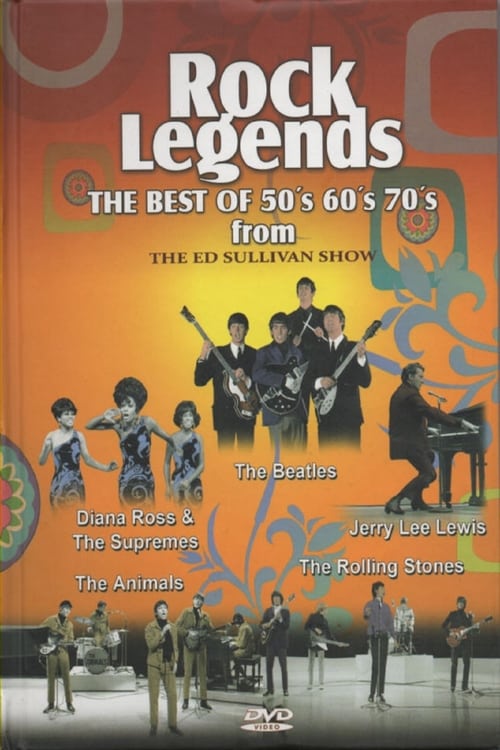 Rock
Legends
THE BEST OF 50's 60's 70's
from
THE ED SULLIVAN SHOW
The Beatles
Diana Ross &
The Supremes
Jerry Lee Lewis
The Animals
The Rolling Stones
DVD
VIDEO